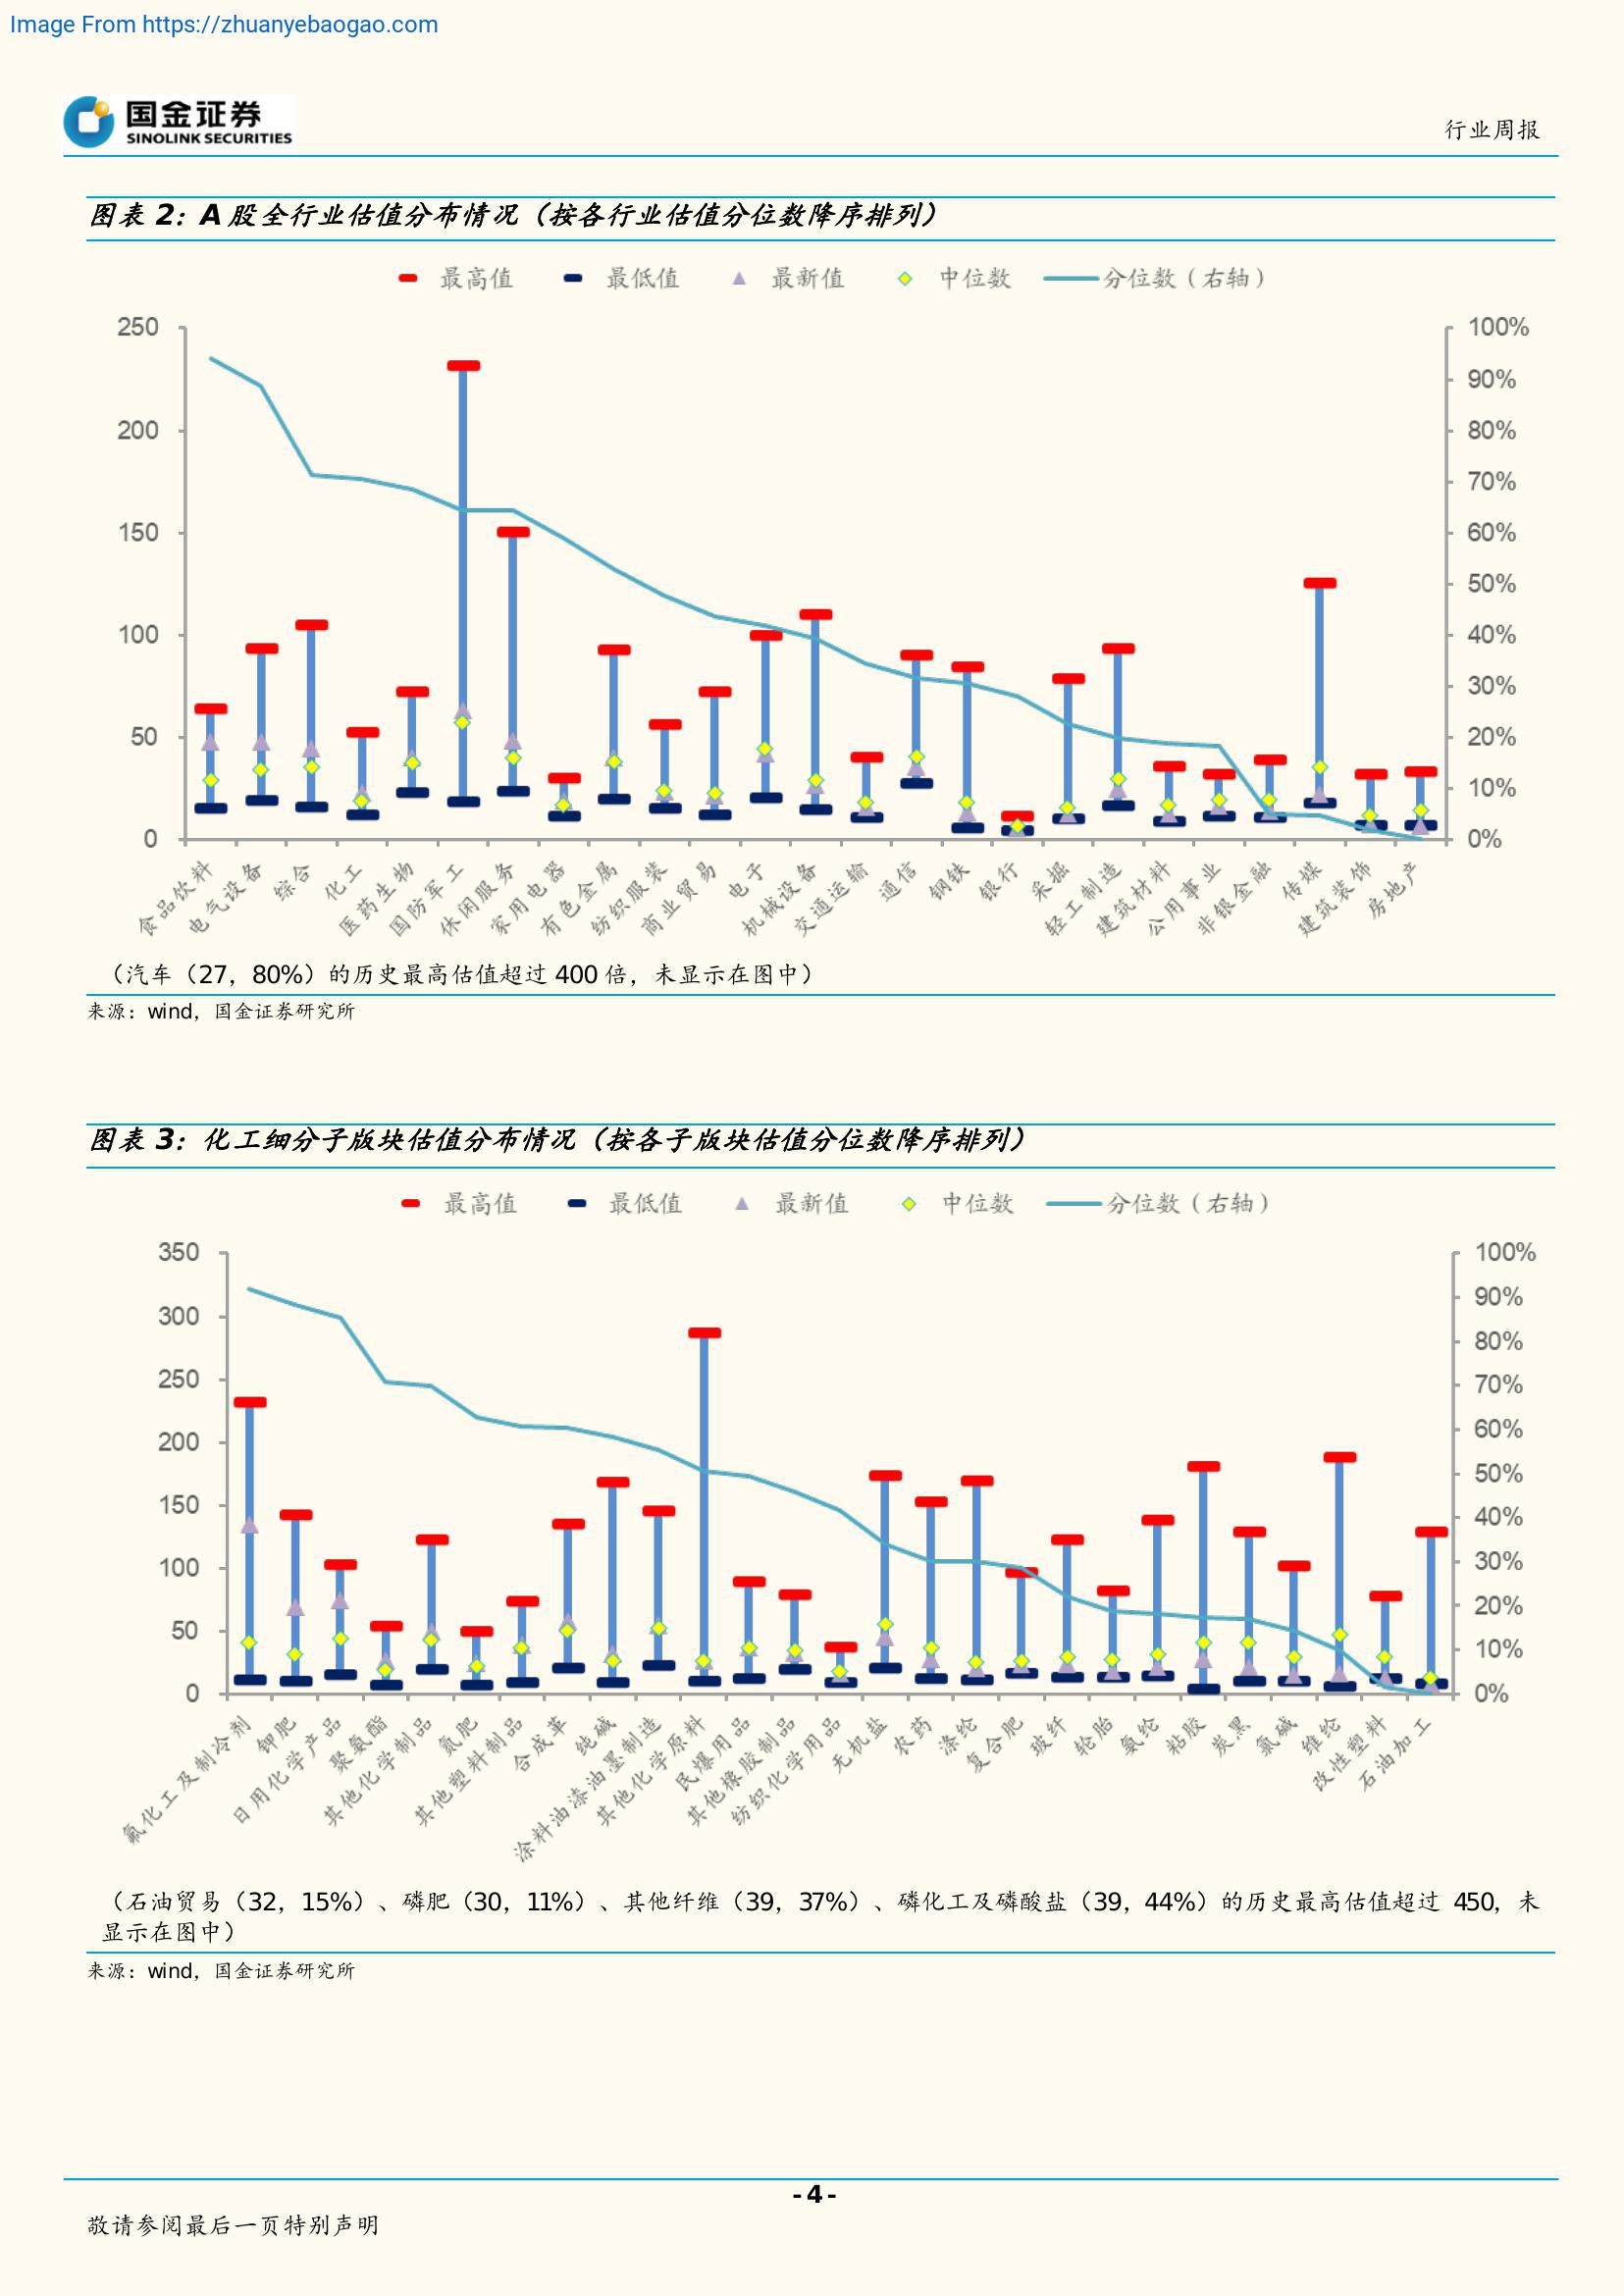 Image From https://zhuanyebaogao.com
国金证券
SINOLINK SECURITIES
行业周报
图表 2：A 股全行业估值分布情况（按各行业估值分位数降序排列）
最高值 最低值 最新值 中位数 分位数（右轴）
250 100%
90%
200 80%
70%
150 60%
50%
100 40%
30%
50 20%
10%
0 0%
食品饮料 电气设备 综合 化工 医药生物 国防军工 休闲服务 家用电器 有色金属 纺织服装 商业贸易 电子 机械设备 交通运输 通信 钢铁 银行 采掘 轻工制造 建筑材料 公用事业 非银金融 传媒 建筑装饰 房地产
（汽车（27，80%）的历史最高估值超过 400 倍，未显示在图中）
来源：wind，国金证券研究所
图表 3：化工细分子版块估值分布情况（按各子版块估值分位数降序排列）
最高值 最低值 最新值 中位数 分位数（右轴）
350 100%
90%
300
80%
250
70%
200 60%
50%
150
40%
100 30%
20%
50
10%
0 0%
氟化工及制冷剂 钾肥 日用化学产品 聚氨酯 其他化学制品 氮肥 其他塑料制品 合成革 纯碱 涂料油漆油墨制造 其他化学原料 民爆用品 其他橡胶制品 纺织化学用品 无机盐 农药 涤纶 复合肥 玻纤 轮胎 氨纶 粘胶 炭黑 氯碱 维纶 改性塑料 石油加工
（石油贸易（32，15%）、磷肥（30，11%）、其他纤维（39，37%）、磷化工及磷酸盐（39，44%）的历史最高估值超过 450，未
显示在图中）
来源：wind，国金证券研究所
- 4 -
敬请参阅最后一页特别声明